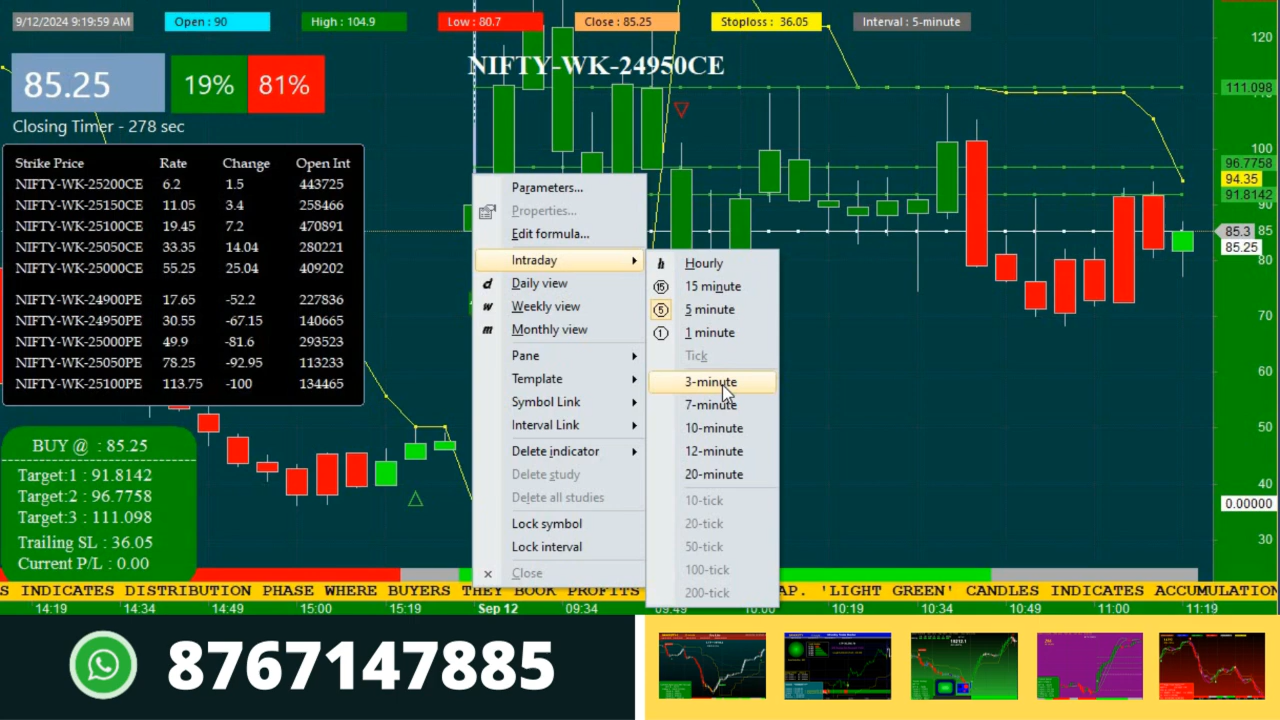 9/12/2024 9:19:59 AM
Open : 90
High : 104.9
Low : 80.7
Close : 85.25
Stoploss : 36.05
Interval : 5-minute
NIFTY-WK-24950CE
85.25
19%
81%
Closing Timer - 278 sec
Strike Price Rate Change Open Int
NIFTY-WK-25200CE 6.2 1.5 443725
NIFTY-WK-25150CE 11.05 3.4 258466
NIFTY-WK-25100CE 19.45 7.2 470891
NIFTY-WK-25050CE 33.35 14.04 280221
NIFTY-WK-25000CE 55.25 25.04 409202
NIFTY-WK-24900PE 17.65 -52.2 227836
NIFTY-WK-24950PE 30.55 -67.15 140665
NIFTY-WK-25000PE 49.9 -81.6 293523
NIFTY-WK-25050PE 78.25 -92.95 113233
NIFTY-WK-25100PE 113.75 -100 134465
BUY @ : 85.25
Target:1 : 91.8142
Target:2 : 96.7758
Target:3 : 111.098
Trailing SL : 36.05
Current P/L : 0.00
Parameters...
Properties...
Edit formula...
Intraday
d Daily view
w Weekly view
m Monthly view
Pane
Template
Symbol Link
Interval Link
Delete indicator
Delete study
Delete all studies
Lock symbol
Lock interval
Close
h Hourly
15 15 minute
5 5 minute
1 1 minute
Tick
3-minute
7-minute
10-minute
12-minute
20-minute
10-tick
20-tick
50-tick
100-tick
200-tick
120
111.098
100
96.7758
94.35
91.8142
90
85.3
85
85.25
80
70
60
50
40
0.00000
30
S INDICATES DISTRIBUTION PHASE WHERE BUYERS THEY BOOK PROFITS
AP. 'LIGHT GREEN' CANDLES INDICATES ACCUMULATION
14:19 14:34 14:49 15:00 15:19 Sep 12 09:34 09:49 10:00 10:19 10:34 10:49 11:00 11:19
8767147885